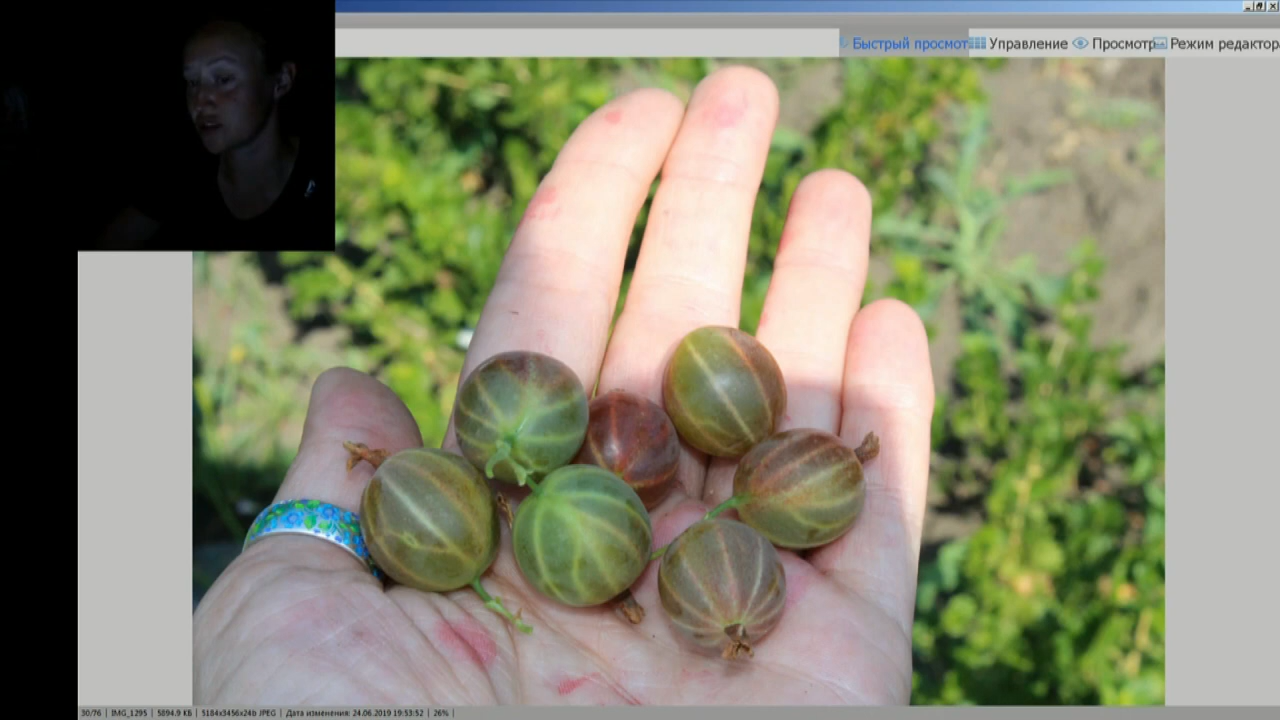 Быстрый просмот Управление Просмотр Режим редактор
30/76 | IMG_1295 | 5894.9 КБ | 5184x3456x24b JPEG | Дата изменения: 24.06.2019 19:53:52 | 26% |